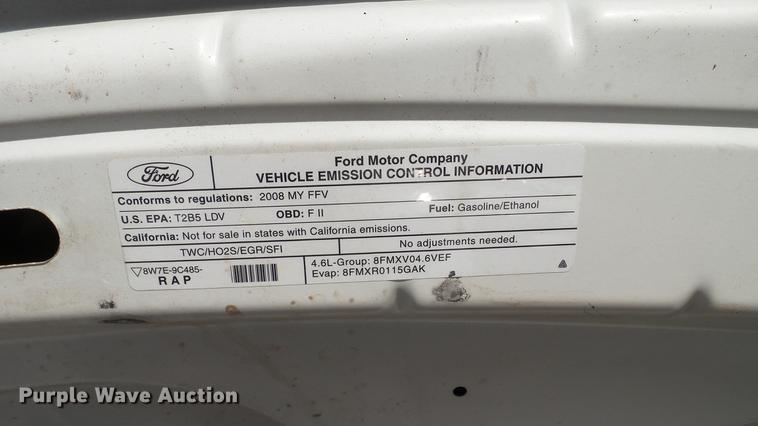 Ford
Ford Motor Company
VEHICLE EMISSION CONTROL INFORMATION
Conforms to regulations: 2008 MY FFV
U.S. EPA: T2B5 LDV OBD: F II Fuel: Gasoline/Ethanol
California: Not for sale in states with California emissions.
TWC/HO2S/EGR/SFI No adjustments needed.
8W7E-9C485-
R A P
4.6L-Group: 8FMXV04.6VEF
Evap: 8FMXR0115GAK
Purple Wave Auction®